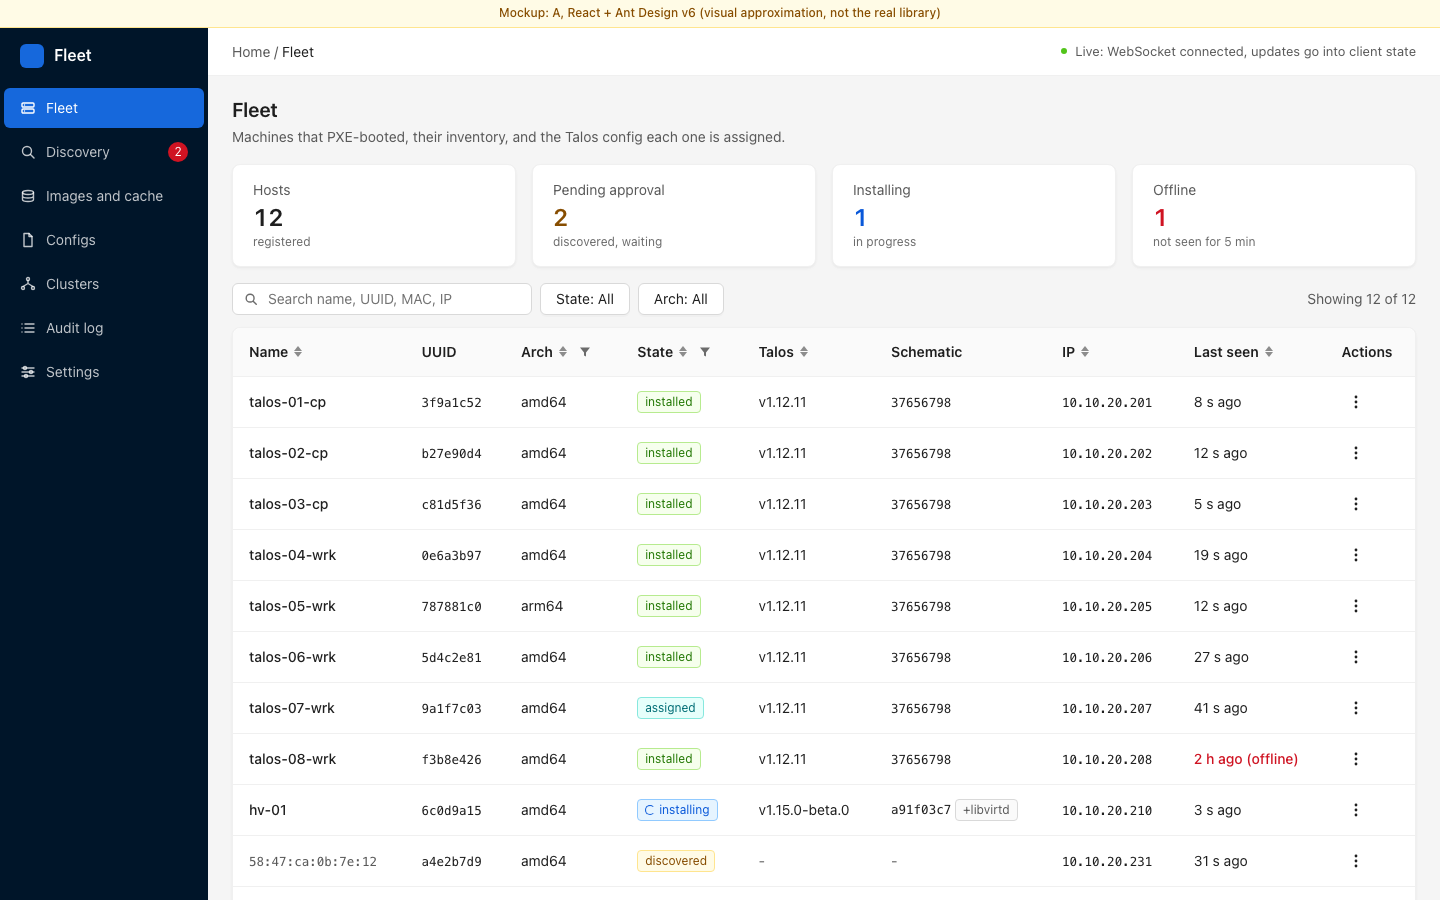 Mockup: A, React + Ant Design v6 (visual approximation, not the real library)
Fleet
Home / Fleet
Live: WebSocket connected, updates go into client state
Fleet
Discovery 2
Images and cache
Configs
Clusters
Audit log
Settings
Fleet
Machines that PXE-booted, their inventory, and the Talos config each one is assigned.
Hosts
12
registered
Pending approval
2
discovered, waiting
Installing
1
in progress
Offline
1
not seen for 5 min
Search name, UUID, MAC, IP
State: All
Arch: All
Showing 12 of 12
Name UUID Arch State Talos Schematic IP Last seen Actions
talos-01-cp 3f9a1c52 amd64 installed v1.12.11 37656798 10.10.20.201 8 s ago
talos-02-cp b27e90d4 amd64 installed v1.12.11 37656798 10.10.20.202 12 s ago
talos-03-cp c81d5f36 amd64 installed v1.12.11 37656798 10.10.20.203 5 s ago
talos-04-wrk 0e6a3b97 amd64 installed v1.12.11 37656798 10.10.20.204 19 s ago
talos-05-wrk 787881c0 arm64 installed v1.12.11 37656798 10.10.20.205 12 s ago
talos-06-wrk 5d4c2e81 amd64 installed v1.12.11 37656798 10.10.20.206 27 s ago
talos-07-wrk 9a1f7c03 amd64 assigned v1.12.11 37656798 10.10.20.207 41 s ago
talos-08-wrk f3b8e426 amd64 installed v1.12.11 37656798 10.10.20.208 2 h ago (offline)
hv-01 6c0d9a15 amd64 installing v1.15.0-beta.0 a91f03c7 +libvirtd 10.10.20.210 3 s ago
58:47:ca:0b:7e:12 a4e2b7d9 amd64 discovered - - 10.10.20.231 31 s ago